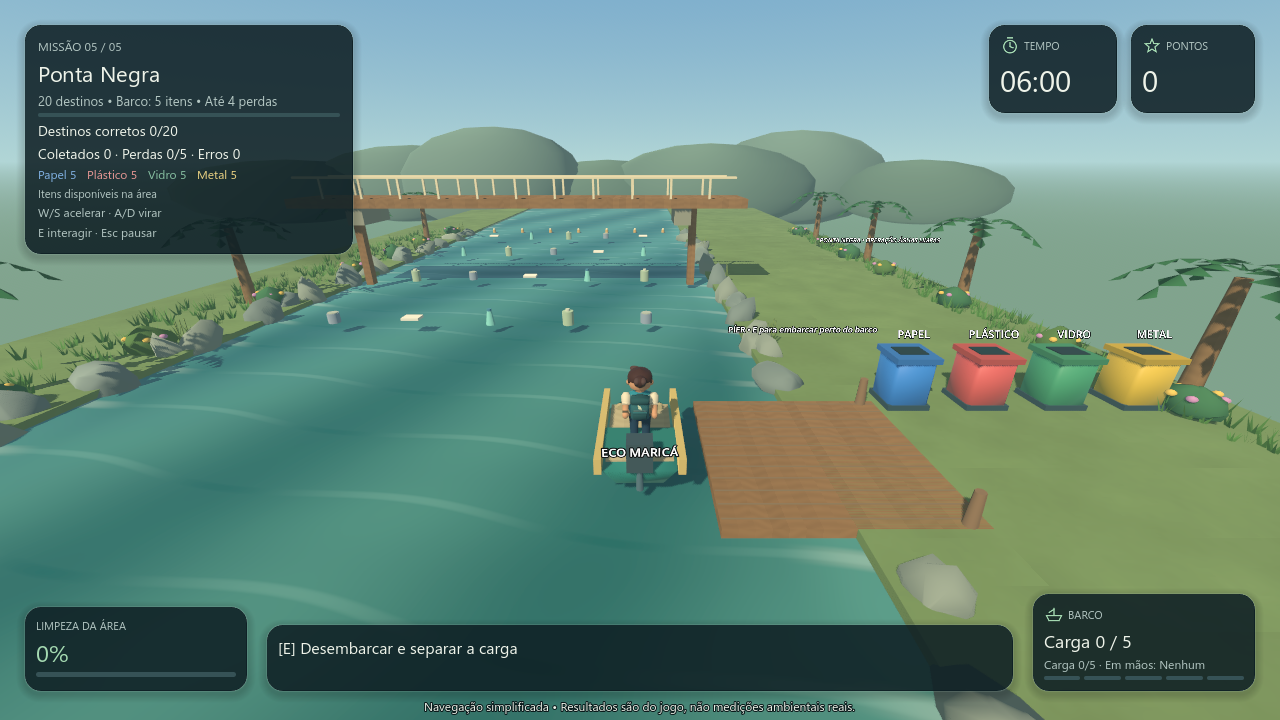 MISSÃO 05 / 05
Ponta Negra
20 destinos • Barco: 5 itens • Até 4 perdas
Destinos corretos 0/20
Coletados 0 · Perdas 0/5 · Erros 0
Papel 5 Plástico 5 Vidro 5 Metal 5
Itens disponíveis na área
W/S acelerar · A/D virar
E interagir · Esc pausar
TEMPO
06:00
PONTOS
0
PONTA NEGRA •
PÍER • E para embarcar perto do barco
PAPEL
PLÁSTICO
VIDRO
METAL
ECO MARICÁ
LIMPEZA DA ÁREA
0%
[E] Desembarcar e separar a carga
BARCO
Carga 0 / 5
Carga 0/5 · Em mãos: Nenhum
Navegação simplificada • Resultados são do jogo, não medições ambientais reais.